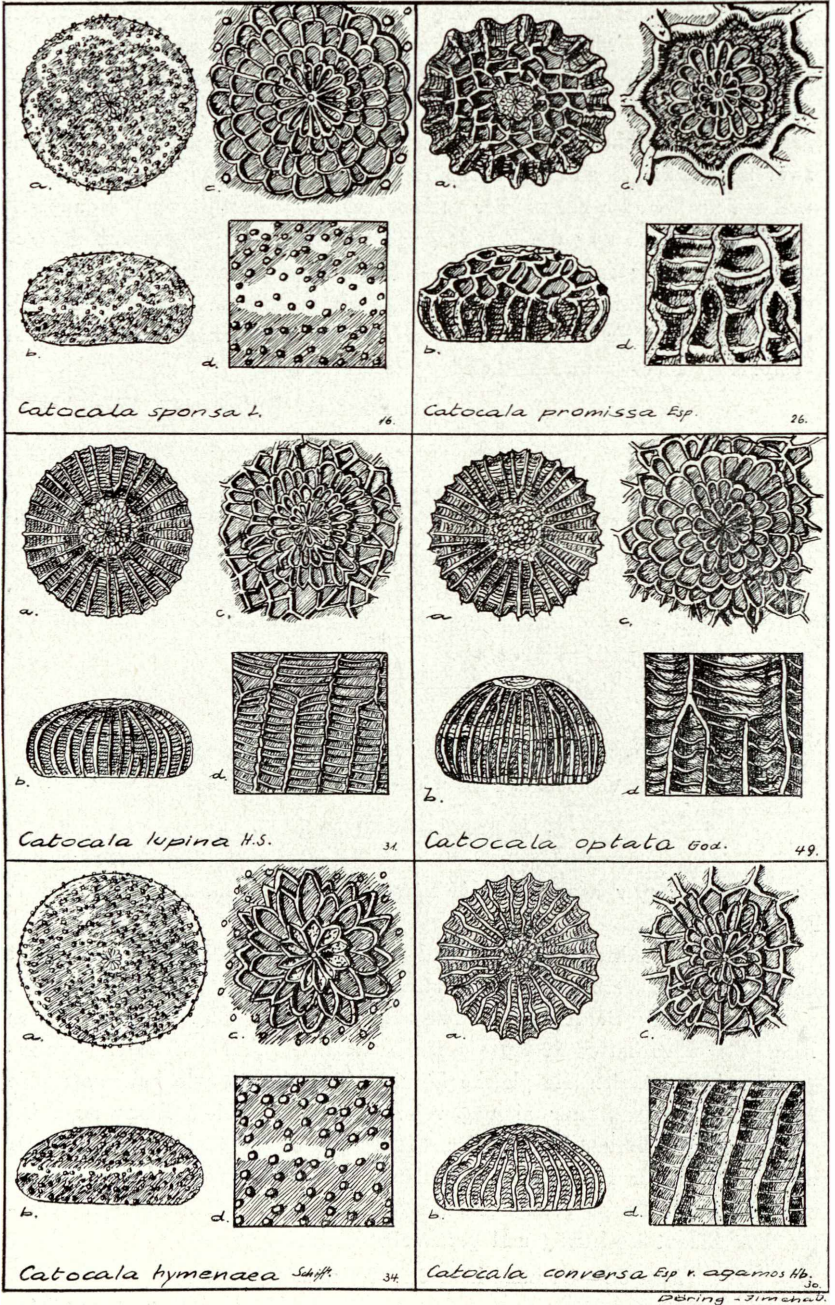 a. c.
b. d.
Catocala sponsa L. 16.
a. c.
b. d.
Catocala promissa Esp. 26.
a. c.
b. d.
Catocala lupina H.S. 31.
a c.
b. d
Catocala optata God. 49.
a. c.
b. d.
Catocala hymenaea Schiff. 34.
a. c.
b. d.
Catocala conversa Esp v. agamos Hb.
30.
Döring -